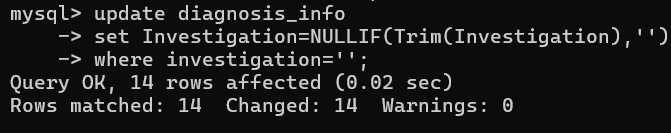 mysql> update diagnosis_info
    -> set Investigation=NULLIF(Trim(Investigation),'')
    -> where investigation='';
Query OK, 14 rows affected (0.02 sec)
Rows matched: 14  Changed: 14  Warnings: 0